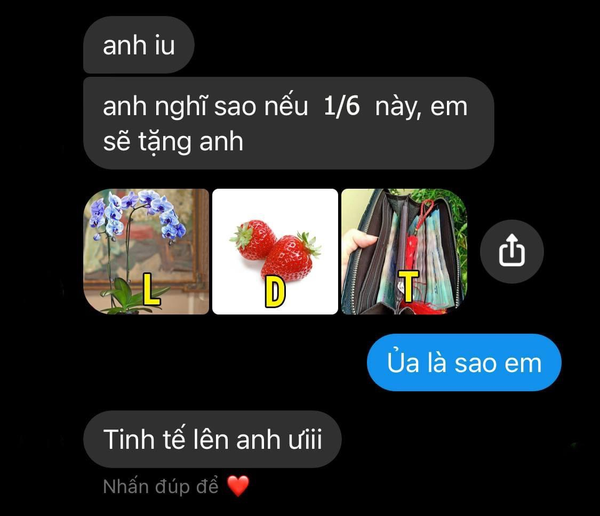 anh iu
anh nghĩ sao nếu 1/6 này, em
sẽ tặng anh
L
D
T
Ủa là sao em
Tinh tế lên anh ưiii
Nhấn đúp để ❤️